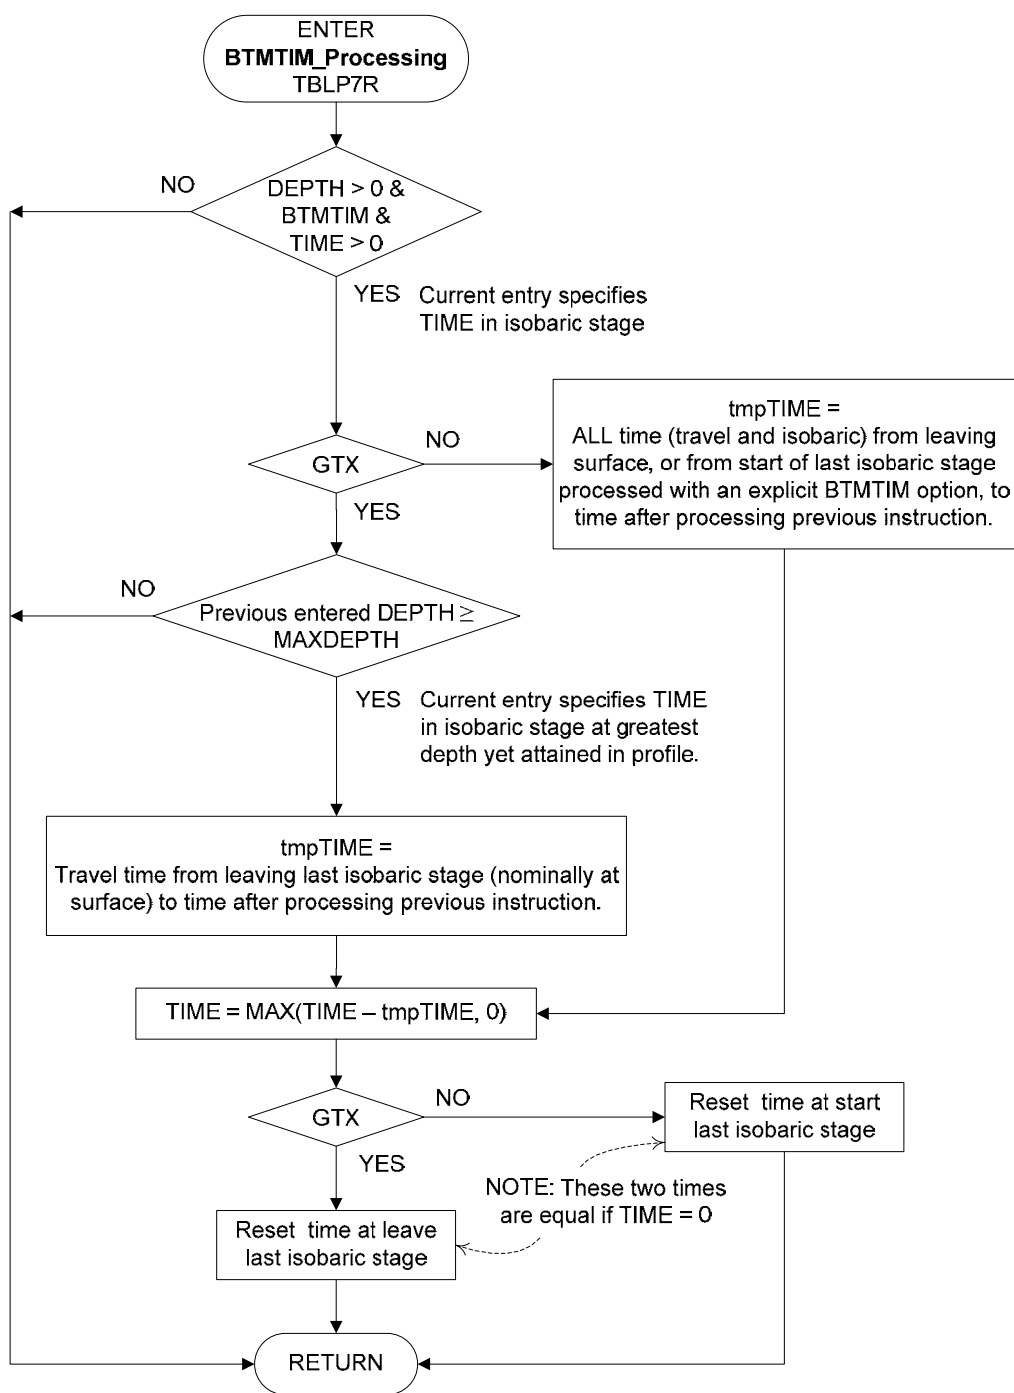 ENTER
BTMTIM_Processing
TBLP7R
NO
DEPTH > 0 &
BTMTIM &
TIME > 0
YES
Current entry specifies
TIME in isobaric stage
GTX
NO
tmpTIME =
ALL time (travel and isobaric) from leaving
surface, or from start of last isobaric stage
processed with an explicit BTMTIM option, to
time after processing previous instruction.
YES
NO
Previous entered DEPTH ≥
MAXDEPTH
YES
Current entry specifies TIME
in isobaric stage at greatest
depth yet attained in profile.
tmpTIME =
Travel time from leaving last isobaric stage (nominally at
surface) to time after processing previous instruction.
TIME = MAX(TIME – tmpTIME, 0)
GTX
NO
Reset time at start
last isobaric stage
YES
NOTE: These two times
are equal if TIME = 0
Reset time at leave
last isobaric stage
RETURN